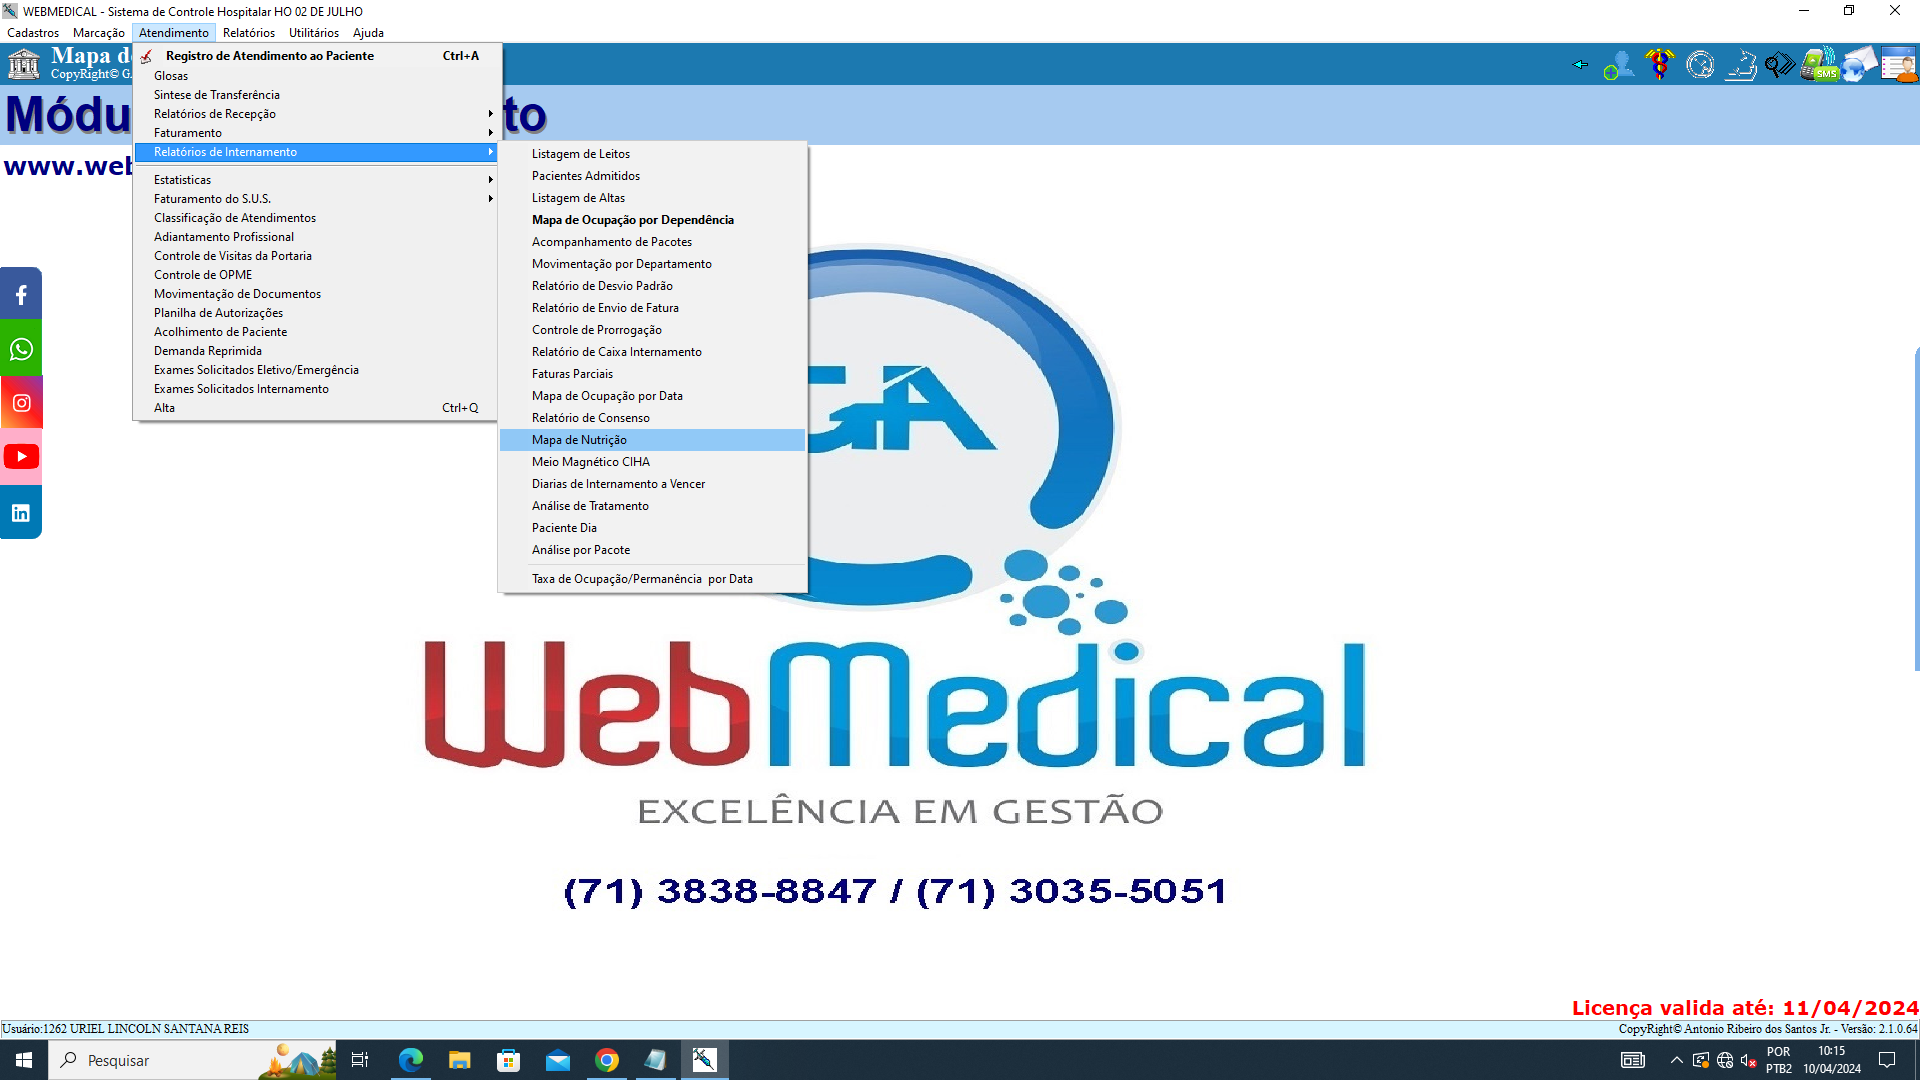 WEBMEDICAL - Sistema de Controle Hospitalar HO 02 DE JULHO
Cadastros Marcação Atendimento Relatórios Utilitários Ajuda
Mapa d
CopyRight© G.
SMS
Módu
to
www.web
Registro de Atendimento ao Paciente Ctrl+A
Glosas
Sintese de Transferência
Relatórios de Recepção
Faturamento
Relatórios de Internamento
Estatisticas
Faturamento do S.U.S.
Classificação de Atendimentos
Adiantamento Profissional
Controle de Visitas da Portaria
Controle de OPME
Movimentação de Documentos
Planilha de Autorizações
Acolhimento de Paciente
Demanda Reprimida
Exames Solicitados Eletivo/Emergência
Exames Solicitados Internamento
Alta Ctrl+Q
Listagem de Leitos
Pacientes Admitidos
Listagem de Altas
Mapa de Ocupação por Dependência
Acompanhamento de Pacotes
Movimentação por Departamento
Relatório de Desvio Padrão
Relatório de Envio de Fatura
Controle de Prorrogação
Relatório de Caixa Internamento
Faturas Parciais
Mapa de Ocupação por Data
Relatório de Consenso
Mapa de Nutrição
Meio Magnético CIHA
Diarias de Internamento a Vencer
Análise de Tratamento
Paciente Dia
Análise por Pacote
Taxa de Ocupação/Permanência por Data
GA
WebMedical
EXCELÊNCIA EM GESTÃO
(71) 3838-8847 / (71) 3035-5051
Licença valida até: 11/04/2024
Usuário:1262 URIEL LINCOLN SANTANA REIS
CopyRight© Antonio Ribeiro dos Santos Jr. - Versão: 2.1.0.64
Pesquisar
POR
PTB2
10:15
10/04/2024